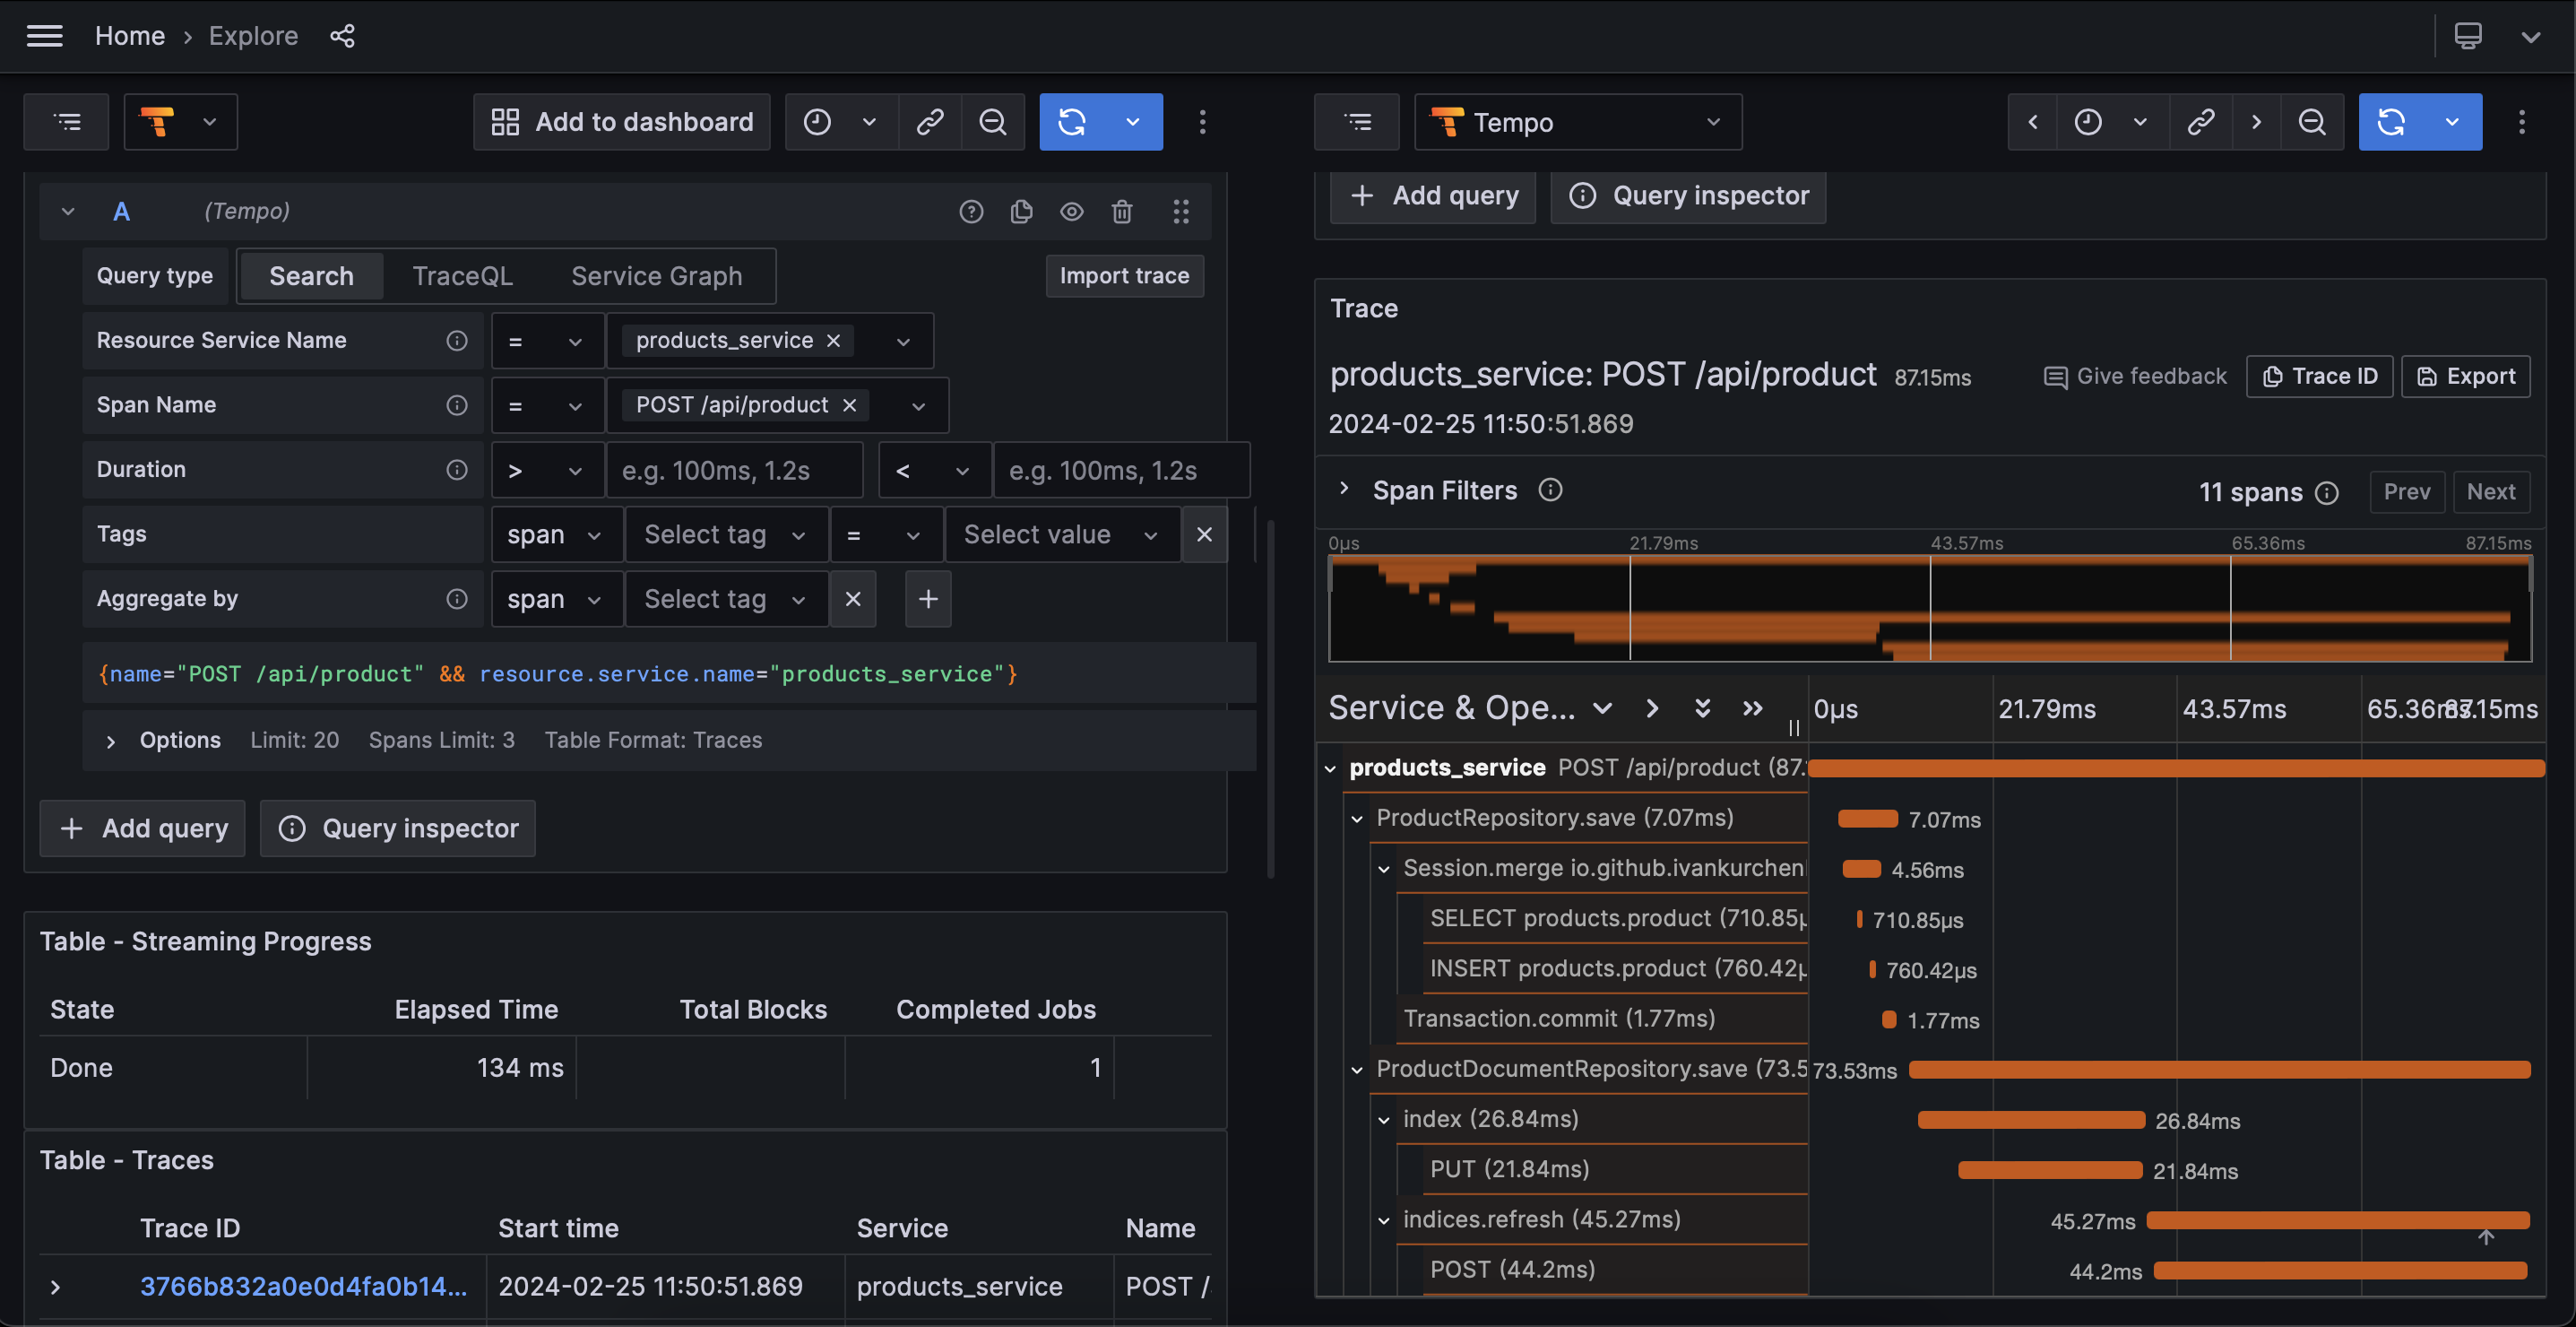 Home › Explore
Add to dashboard
A (Tempo)
Query type Search TraceQL Service Graph Import trace
Resource Service Name = products_service
Span Name = POST /api/product
Duration > e.g. 100ms, 1.2s < e.g. 100ms, 1.2s
Tags span Select tag = Select value
Aggregate by span Select tag
{name="POST /api/product" && resource.service.name="products_service"}
Options Limit: 20 Spans Limit: 3 Table Format: Traces
+ Add query Query inspector
Table - Streaming Progress
State Elapsed Time Total Blocks Completed Jobs
Done 134 ms 1
Table - Traces
Trace ID Start time Service Name
3766b832a0e0d4fa0b14... 2024-02-25 11:50:51.869 products_service POST /
Tempo
+ Add query Query inspector
Trace
products_service: POST /api/product 87.15ms Give feedback Trace ID Export
2024-02-25 11:50:51.869
Span Filters 11 spans Prev Next
0µs 21.79ms 43.57ms 65.36ms 87.15ms
Service & Ope... 0µs 21.79ms 43.57ms 65.36ms 87.15ms
products_service POST /api/product (87.
ProductRepository.save (7.07ms) 7.07ms
Session.merge io.github.ivankurchen 4.56ms
SELECT products.product (710.85µ 710.85µs
INSERT products.product (760.42µ 760.42µs
Transaction.commit (1.77ms) 1.77ms
ProductDocumentRepository.save (73.5 73.53ms
index (26.84ms) 26.84ms
PUT (21.84ms) 21.84ms
indices.refresh (45.27ms) 45.27ms
POST (44.2ms) 44.2ms